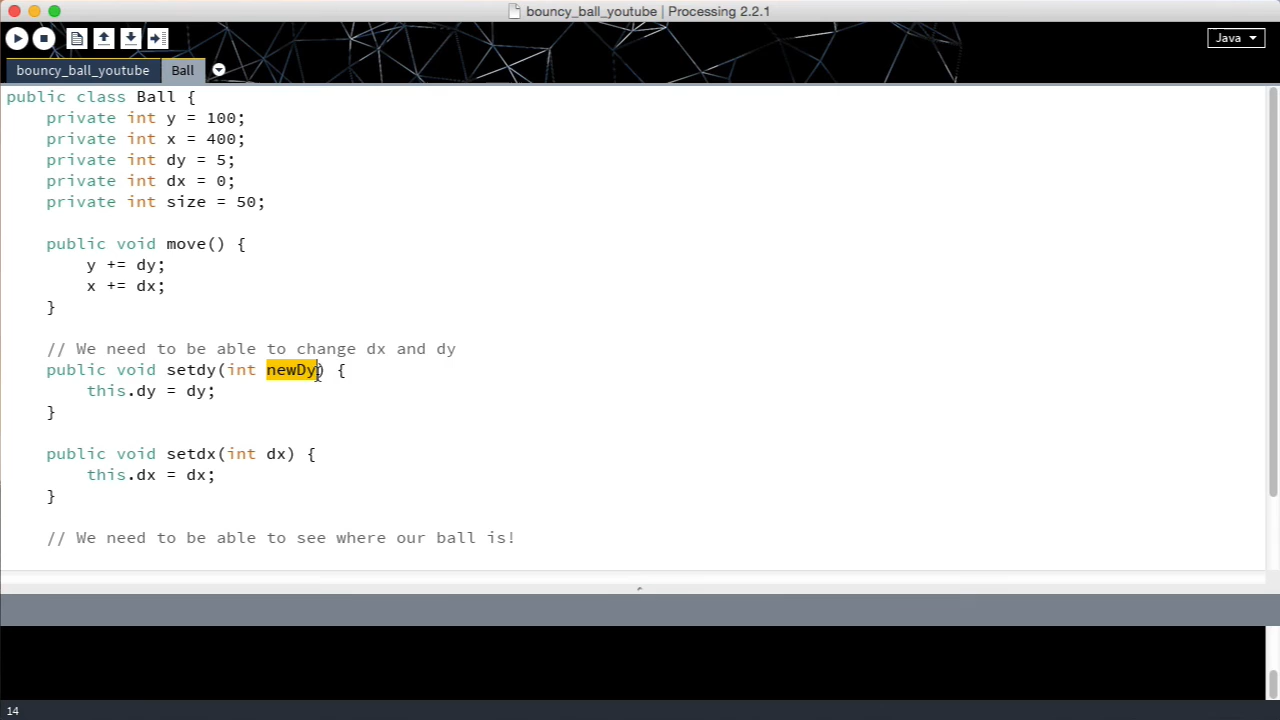 bouncy_ball_youtube | Processing 2.2.1
Java
bouncy_ball_youtube Ball
public class Ball {
    private int y = 100;
    private int x = 400;
    private int dy = 5;
    private int dx = 0;
    private int size = 50;
    public void move() {
        y += dy;
        x += dx;
    }
    // We need to be able to change dx and dy
    public void setdy(int newDy) {
        this.dy = dy;
    }
    public void setdx(int dx) {
        this.dx = dx;
    }
    // We need to be able to see where our ball is!
14